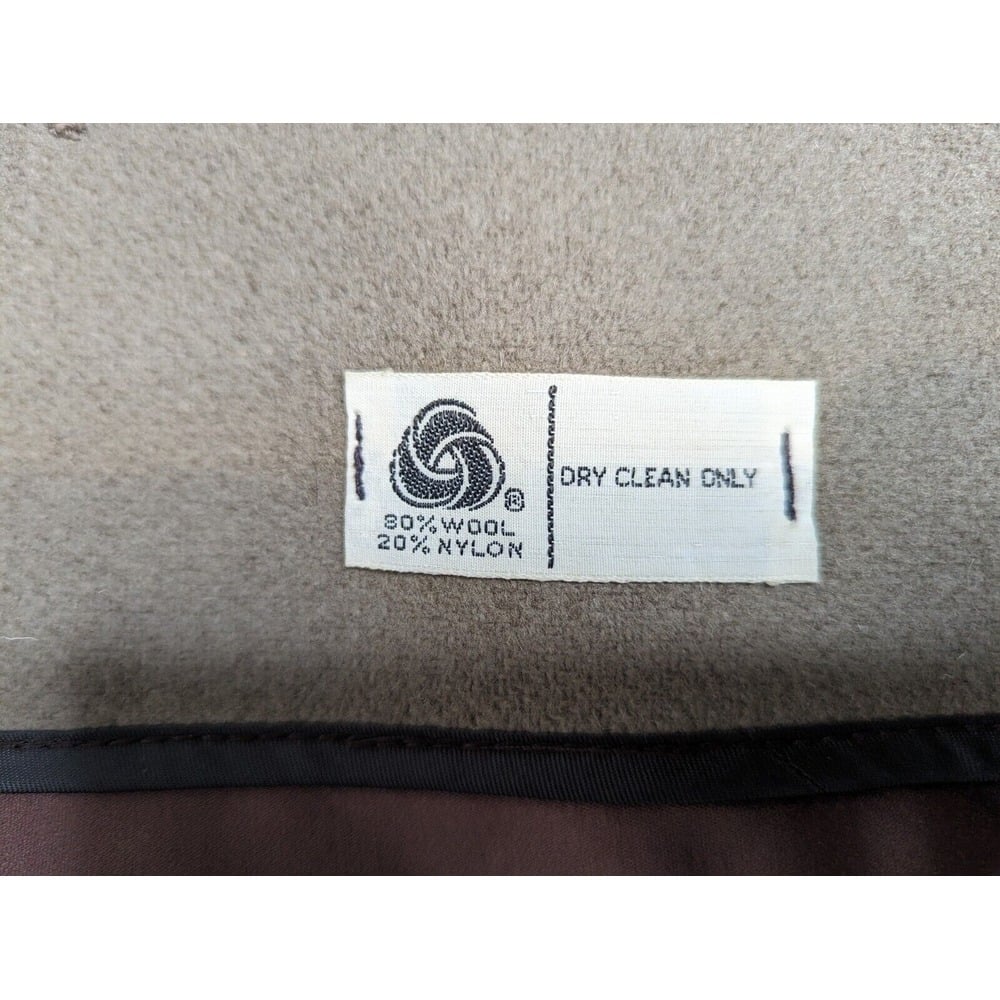 ®
80% WOOL
20% NYLON
DRY CLEAN ONLY